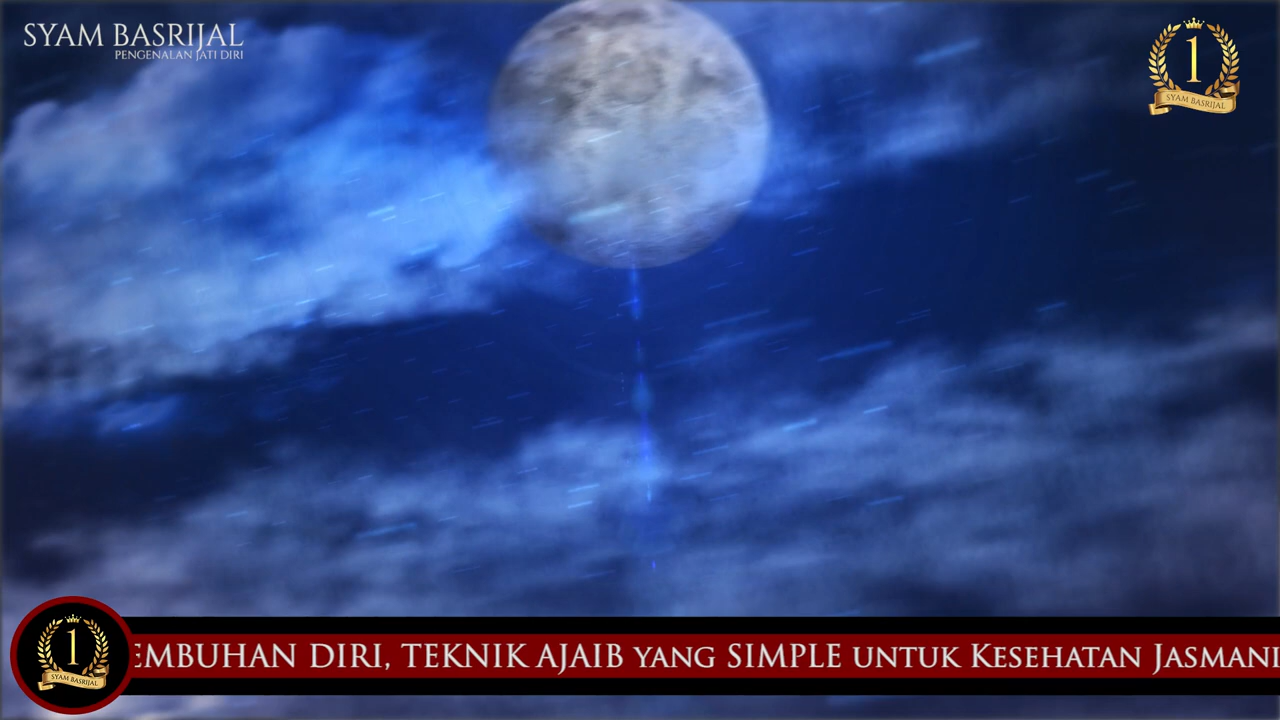 SYAM BASRIJAL
PENGENALAN JATI DIRI
1
SYAM BASRIJAL
1
SYAM BASRIJAL
EMBUHAN DIRI, TEKNIK AJAIB YANG SIMPLE UNTUK KESEHATAN JASMANI